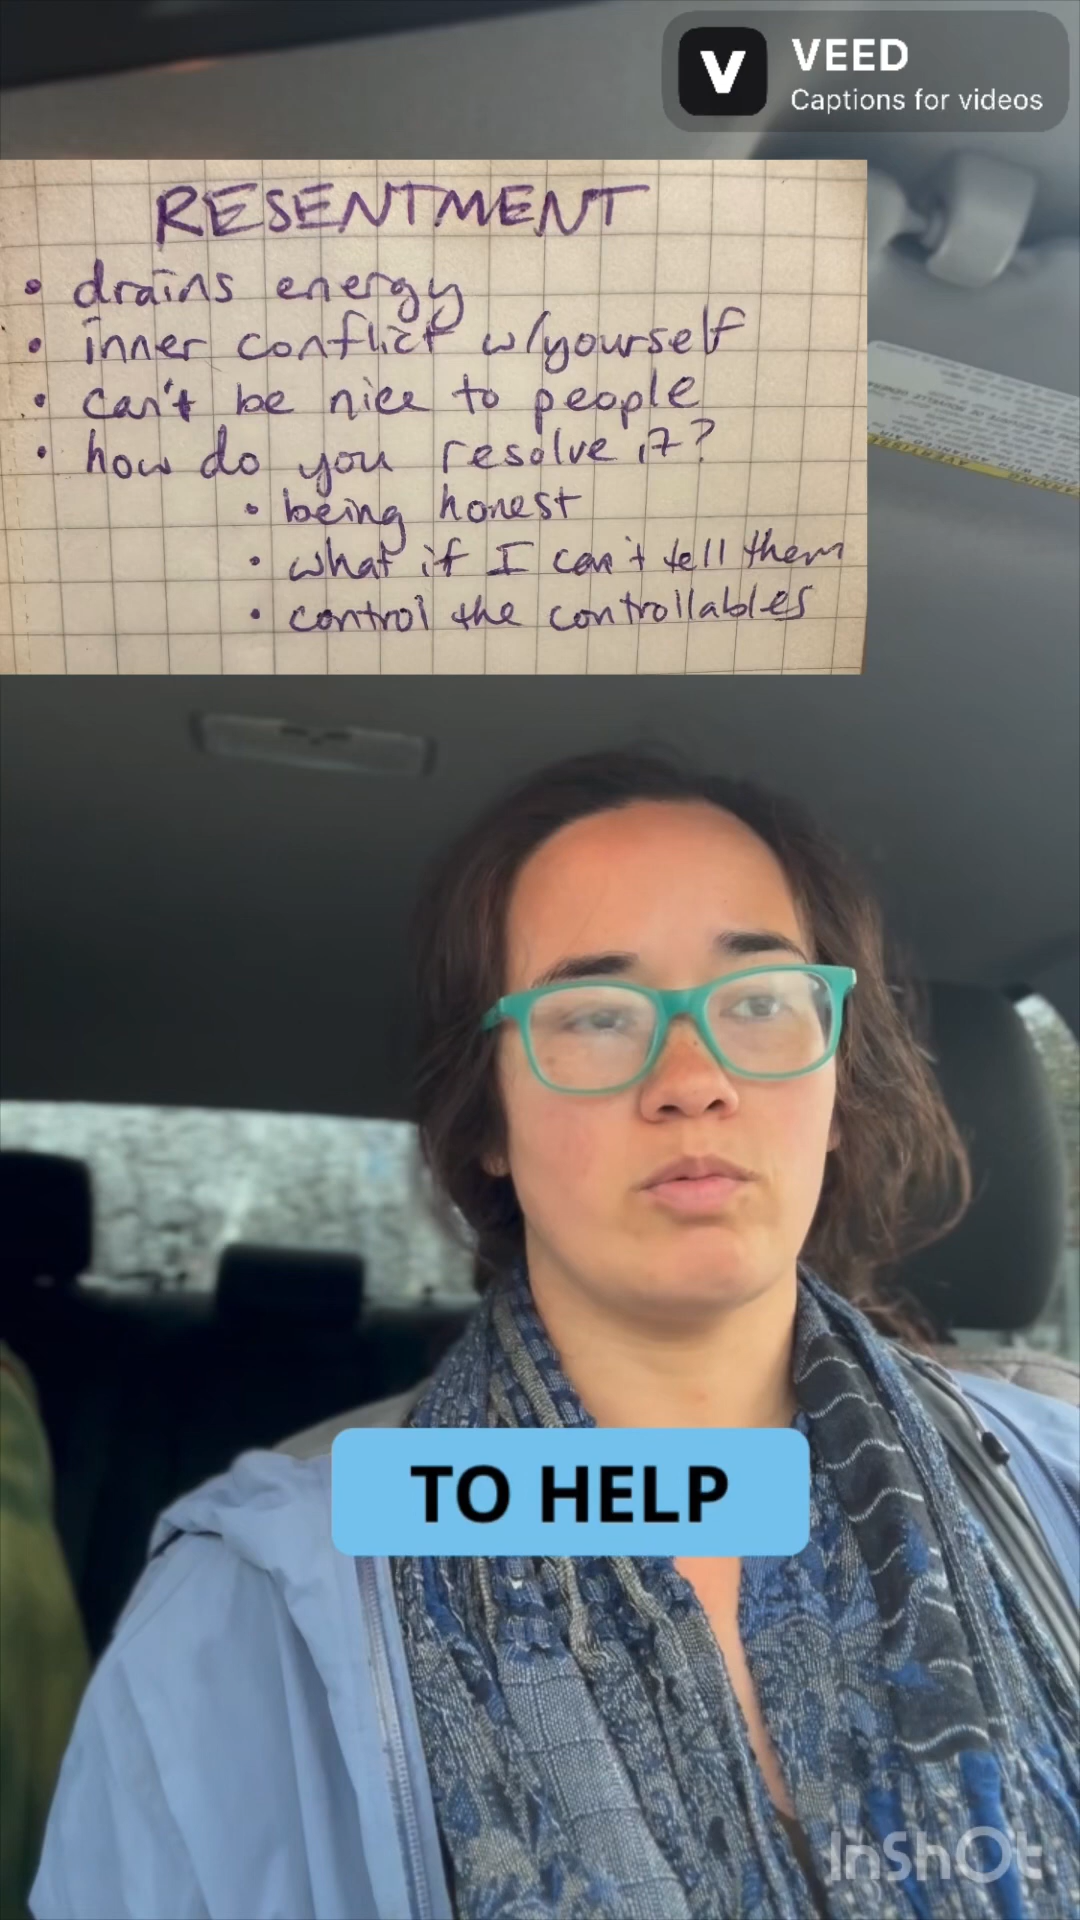 VEED
Captions for videos
RESENTMENT
• drains energy
• inner conflict w/yourself
• can't be nice to people
• how do you resolve it?
• being honest
• what if I can't tell them
• control the controllables
WARNING
TO HELP
InShOt